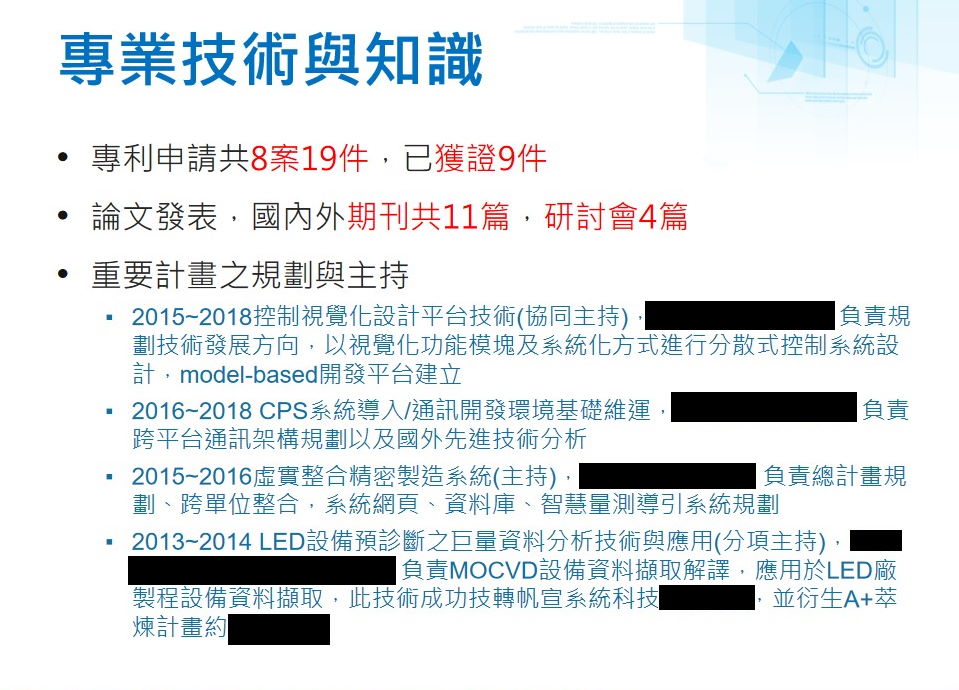 專業技術與知識
• 專利申請共8案19件，已獲證9件
• 論文發表，國內外期刊共11篇，研討會4篇
• 重要計畫之規劃與主持
▪ 2015~2018控制視覺化設計平台技術(協同主持)， 負責規
劃技術發展方向，以視覺化功能模塊及系統化方式進行分散式控制系統設
計，model-based開發平台建立
▪ 2016~2018 CPS系統導入/通訊開發環境基礎維運， 負責
跨平台通訊架構規劃以及國外先進技術分析
▪ 2015~2016虛實整合精密製造系統(主持)， 負責總計畫規
劃、跨單位整合，系統網頁、資料庫、智慧量測導引系統規劃
▪ 2013~2014 LED設備預診斷之巨量資料分析技術與應用(分項主持)，
負責MOCVD設備資料擷取解譯，應用於LED廠
製程設備資料擷取，此技術成功技轉帆宣系統科技 ，並衍生A+萃
煉計畫約